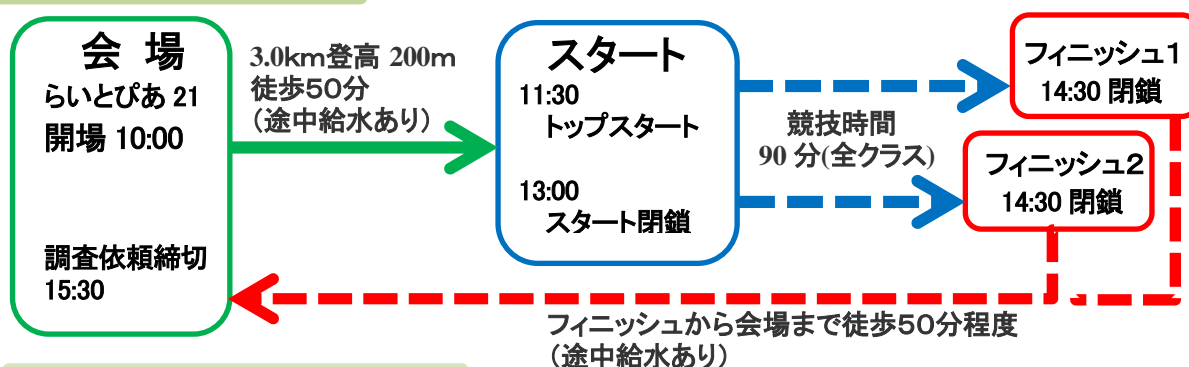 会 場
らいとぴあ 21
開場 10:00
調査依頼締切
15:30
3.0km登高 200m
徒歩50分
（途中給水あり）
スタート
11:30
トップスタート
13:00
スタート閉鎖
競技時間
90 分(全クラス)
フィニッシュ1
14:30 閉鎖
フィニッシュ2
14:30 閉鎖
フィニッシュから会場まで徒歩50分程度
（途中給水あり）